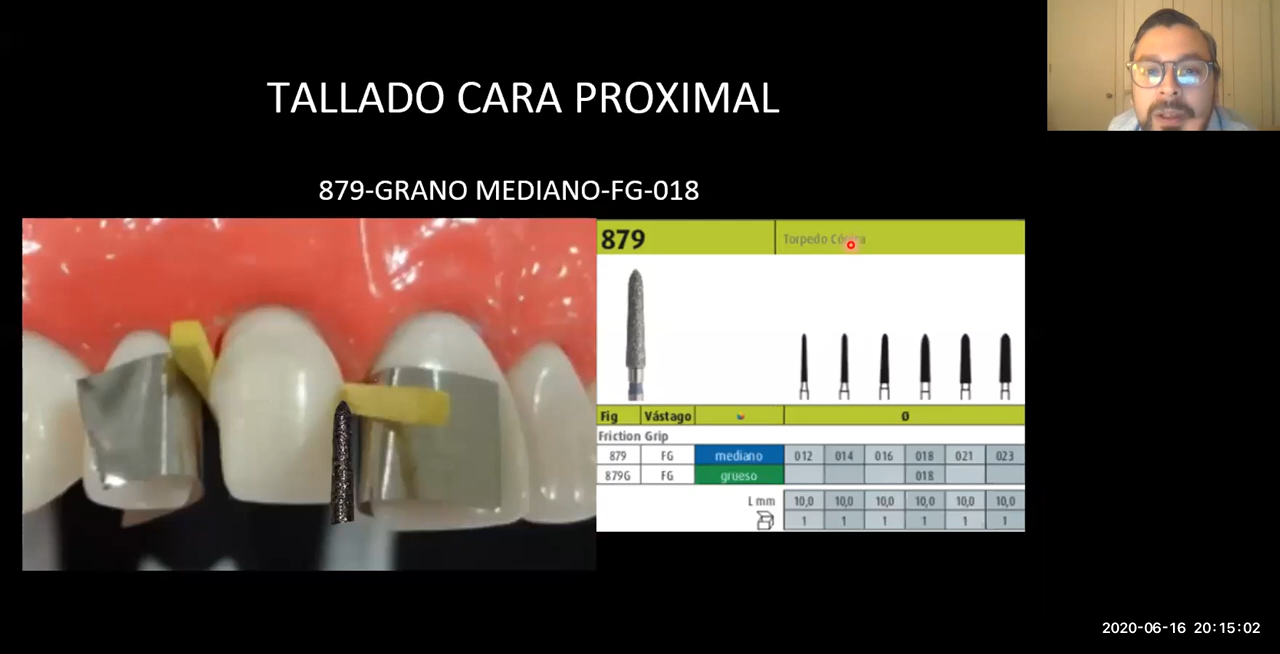 TALLADO CARA PROXIMAL
879-GRANO MEDIANO-FG-018
879 Torpedo Cónica
Fig Vástago Ø
Friction Grip
879 FG mediano 012 014 016 018 021 023
879G FG grueso 018
L mm 10,0 10,0 10,0 10,0 10,0 10,0
1 1 1 1 1 1
2020-06-16 20:15:02